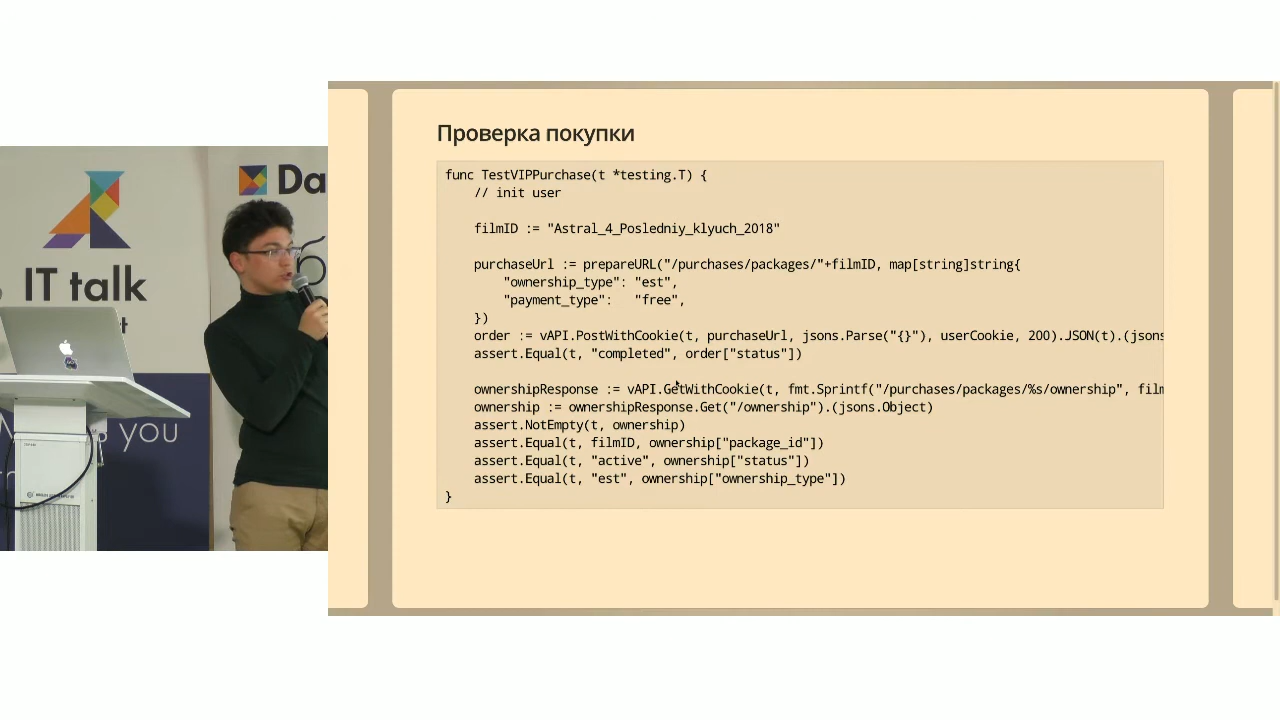 Проверка покупки
func TestVIPPurchase(t *testing.T) {
// init user
filmID := "Astral_4_Posledniy_klyuch_2018"
purchaseUrl := prepareURL("/purchases/packages/"+filmID, map[string]string{
"ownership_type": "est",
"payment_type":   "free",
})
order := vAPI.PostWithCookie(t, purchaseUrl, jsons.Parse("{}"), userCookie, 200).JSON(t).(jsons
assert.Equal(t, "completed", order["status"])
ownershipResponse := vAPI.GetWithCookie(t, fmt.Sprintf("/purchases/packages/%s/ownership", film
ownership := ownershipResponse.Get("/ownership").(jsons.Object)
assert.NotEmpty(t, ownership)
assert.Equal(t, filmID, ownership["package_id"])
assert.Equal(t, "active", ownership["status"])
assert.Equal(t, "est", ownership["ownership_type"])
}
IT talk
Da
you